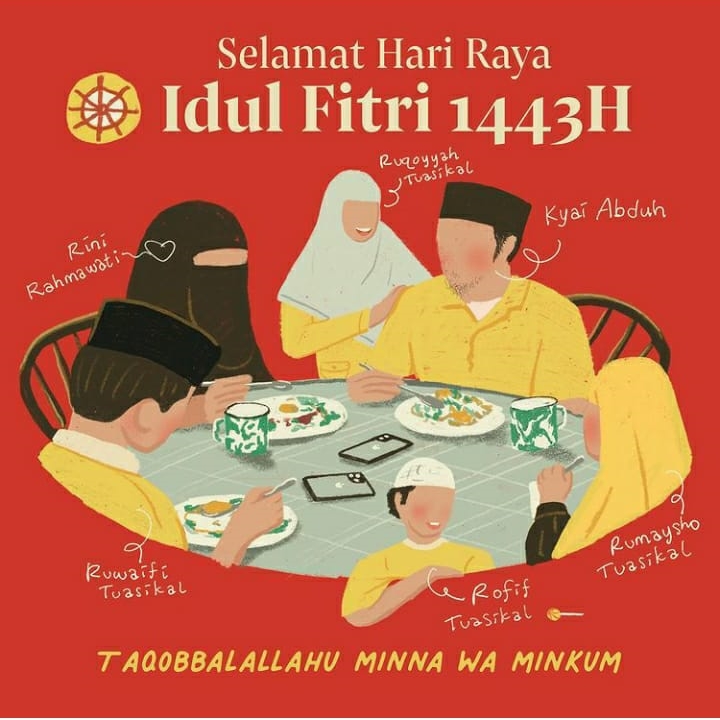 Selamat Hari Raya
Idul Fitri 1443H
Ruqoyyah
Tuasikal
Kyai Abduh
Rini
Rahmawati
Ruwaifi
Tuasikal
Rofif
Tuasikal
Rumaysho
Tuasikal
TAQOBBALALLAHU MINNA WA MINKUM